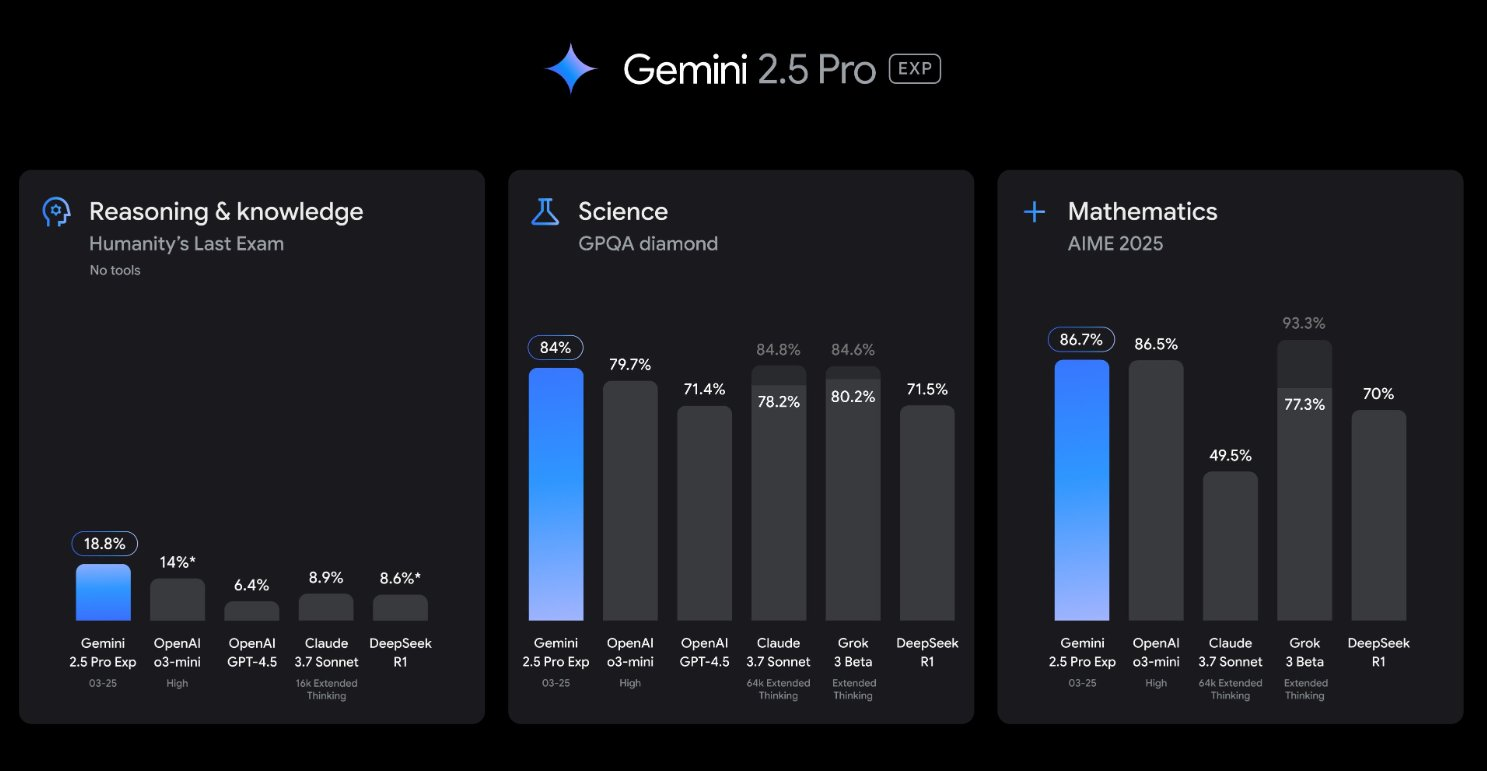 Gemini 2.5 Pro EXP
Reasoning & knowledge
Humanity's Last Exam
No tools
18.8%
14%*
6.4%
8.9%
8.6%*
Gemini
2.5 Pro Exp
03-25
OpenAI
o3-mini
High
OpenAI
GPT-4.5
Claude
3.7 Sonnet
16k Extended
Thinking
DeepSeek
R1
Science
GPQA diamond
84%
79.7%
71.4%
84.8%
78.2%
84.6%
80.2%
71.5%
Gemini
2.5 Pro Exp
03-25
OpenAI
o3-mini
High
OpenAI
GPT-4.5
Claude
3.7 Sonnet
64k Extended
Thinking
Grok
3 Beta
Extended
Thinking
DeepSeek
R1
Mathematics
AIME 2025
86.7%
86.5%
49.5%
93.3%
77.3%
70%
Gemini
2.5 Pro Exp
03-25
OpenAI
o3-mini
High
Claude
3.7 Sonnet
64k Extended
Thinking
Grok
3 Beta
Extended
Thinking
DeepSeek
R1